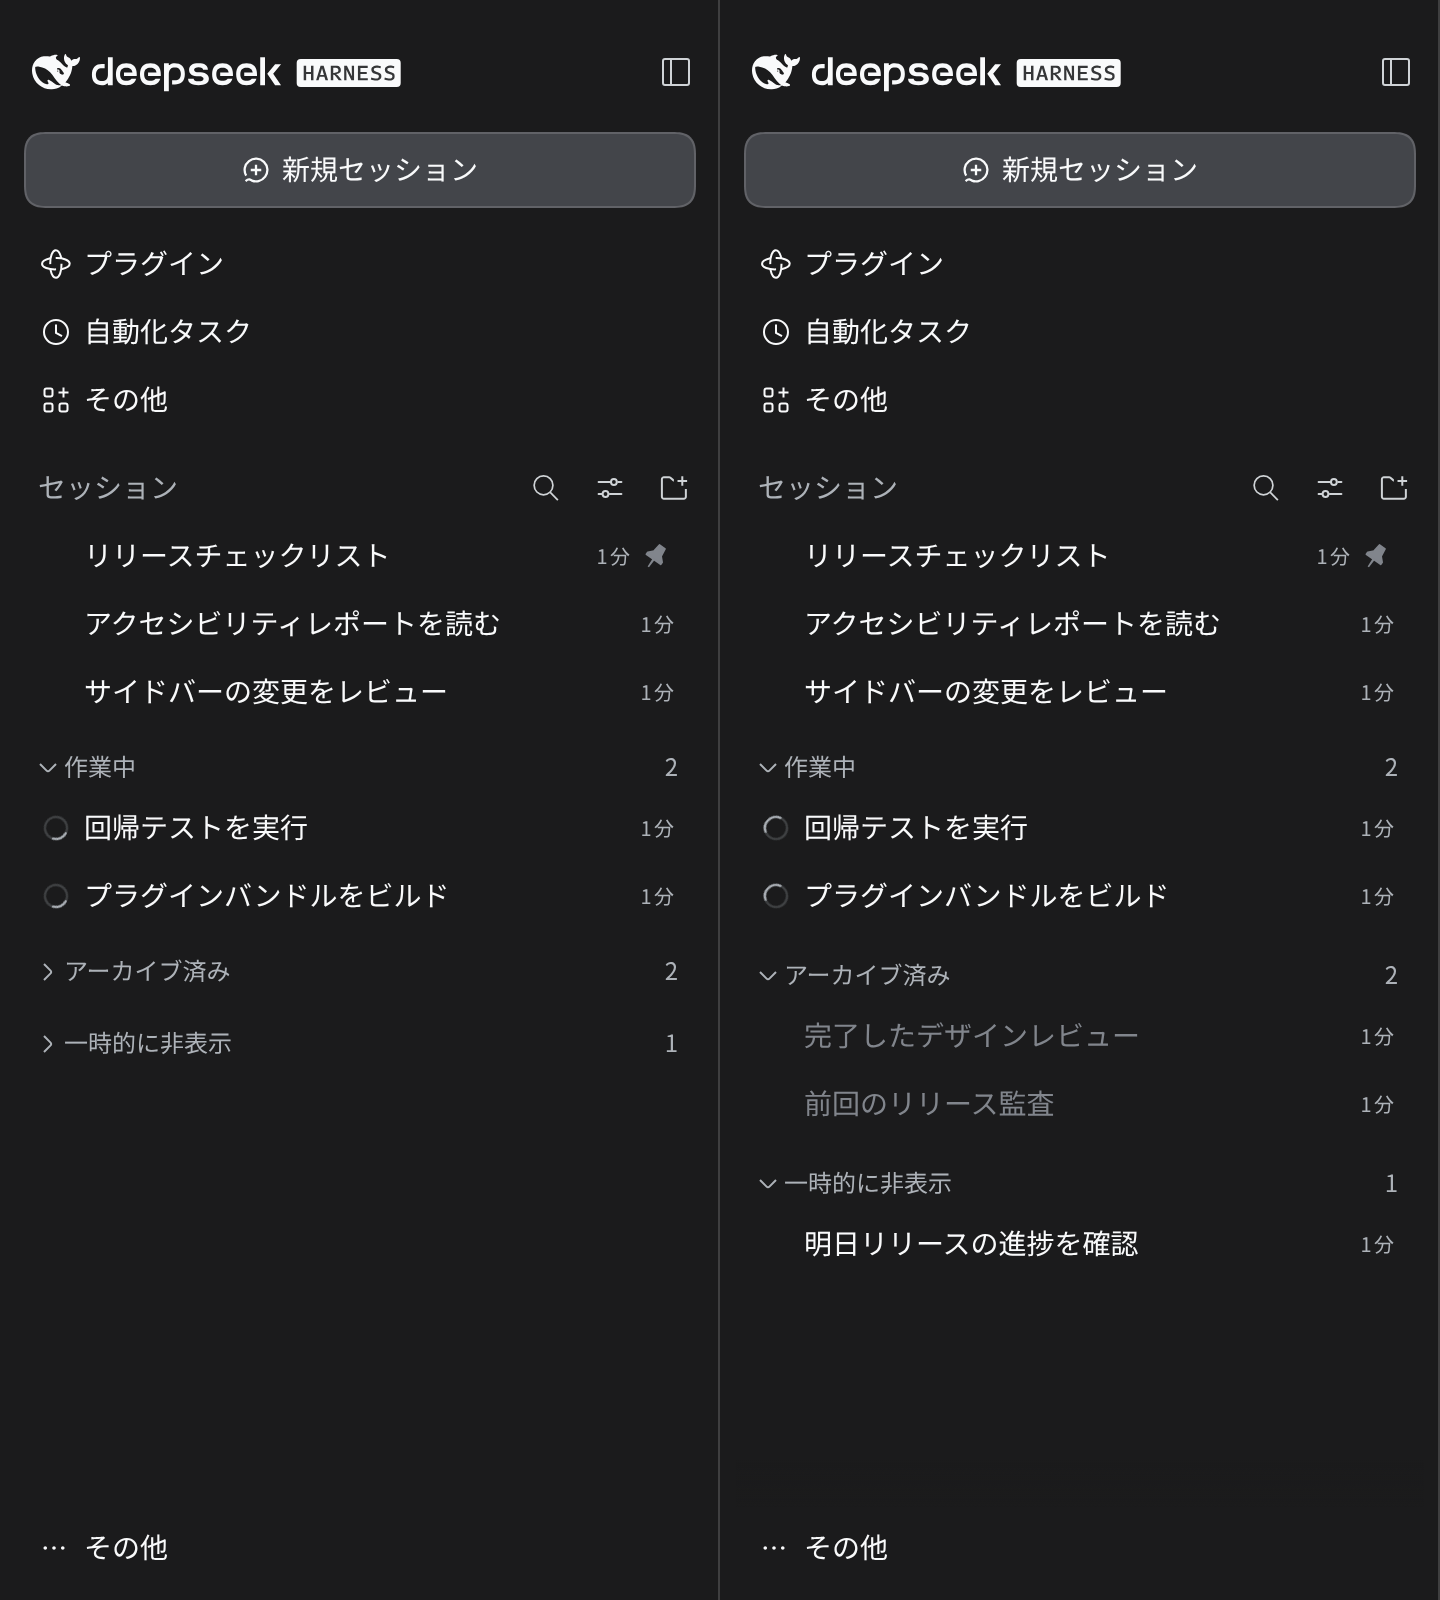 deepseek HARNESS
新規セッション
プラグイン
自動化タスク
その他
セッション
リリースチェックリスト 1分
アクセシビリティレポートを読む 1分
サイドバーの変更をレビュー 1分
作業中 2
回帰テストを実行 1分
プラグインバンドルをビルド 1分
アーカイブ済み 2
一時的に非表示 1
… その他
deepseek HARNESS
新規セッション
プラグイン
自動化タスク
その他
セッション
リリースチェックリスト 1分
アクセシビリティレポートを読む 1分
サイドバーの変更をレビュー 1分
作業中 2
回帰テストを実行 1分
プラグインバンドルをビルド 1分
アーカイブ済み 2
完了したデザインレビュー 1分
前回のリリース監査 1分
一時的に非表示 1
明日リリースの進捗を確認 1分
… その他